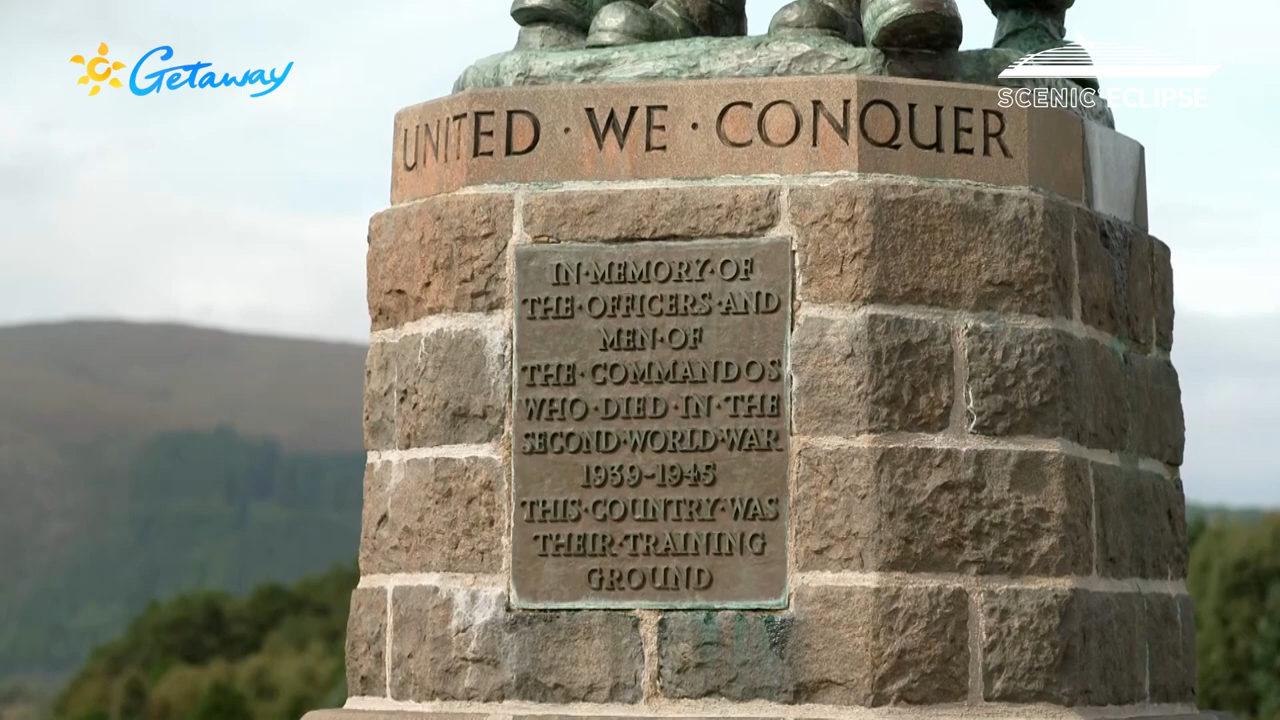 Getaway
SCENIC ECLIPSE
UNITED · WE · CONQUER
IN·MEMORY·OF
THE·OFFICERS·AND
MEN·OF
THE·COMMANDOS
WHO·DIED·IN·THE
SECOND·WORLD·WAR
1939-1945
THIS·COUNTRY·WAS
THEIR·TRAINING
GROUND